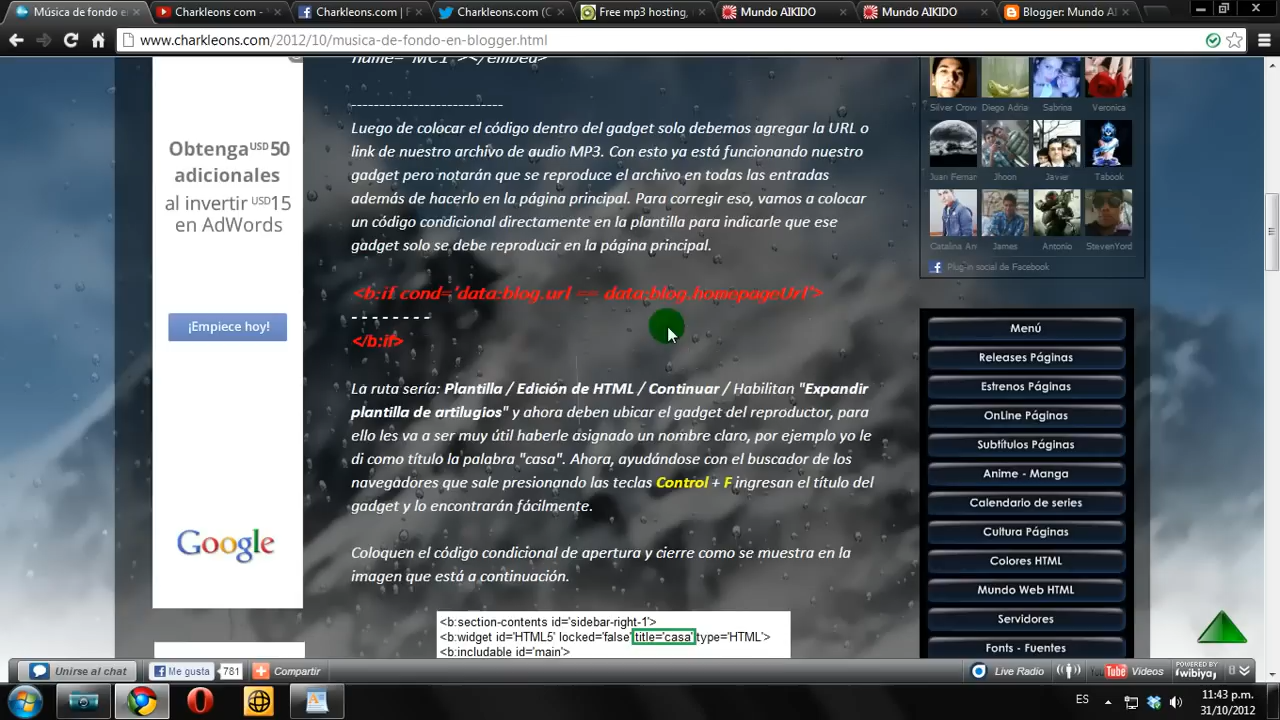 Música de fondo e
Charkleons.com -
Charkleons.com | F
Charkleons.com (C
Free mp3 hosting,
Mundo AIKIDO
Mundo AIKIDO
Blogger: Mundo A
www.charkleons.com/2012/10/musica-de-fondo-en-blogger.html
name="MC1"></embed>
----------------------------
Luego de colocar el código dentro del gadget solo debemos agregar la URL o
link de nuestro archivo de audio MP3. Con esto ya está funcionando nuestro
gadget pero notarán que se reproduce el archivo en todas las entradas
además de hacerlo en la página principal. Para corregir eso, vamos a colocar
un código condicional directamente en la plantilla para indicarle que ese
gadget solo se debe reproducir en la página principal.
<b:if cond='data:blog.url == data:blog.homepageUrl'>
- - - - - - - -
</b:if>
La ruta sería: Plantilla / Edición de HTML / Continuar / Habilitan "Expandir
plantilla de artilugios" y ahora deben ubicar el gadget del reproductor, para
ello les va a ser muy útil haberle asignado un nombre claro, por ejemplo yo le
di como título la palabra "casa". Ahora, ayudándose con el buscador de los
navegadores que sale presionando las teclas Control + F ingresan el título del
gadget y lo encontrarán fácilmente.
Coloquen el código condicional de apertura y cierre como se muestra en la
imagen que está a continuación.
<b:section-contents id='sidebar-right-1'>
<b:widget id='HTML5' locked='false' title='casa' type='HTML'>
<b:includable id='main'>
Obtenga USD 50
adicionales
al invertir USD 15
en AdWords
¡Empiece hoy!
Google
Silver Crow
Diego Adria
Sabrina
Veronica
Juan Fernar
Jhoon
Javier
Tabook
Catalina An
James
Antonio
StevenYord
Plug-in social de Facebook
Menú
Releases Páginas
Estrenos Páginas
OnLine Páginas
Subtítulos Páginas
Anime - Manga
Calendario de series
Cultura Páginas
Colores HTML
Mundo Web HTML
Servidores
Fonts - Fuentes
Unirse al chat
Me gusta
781
Compartir
Live Radio
YouTube Videos
POWERED BY
wibiya
ES
11:43 p.m.
31/10/2012